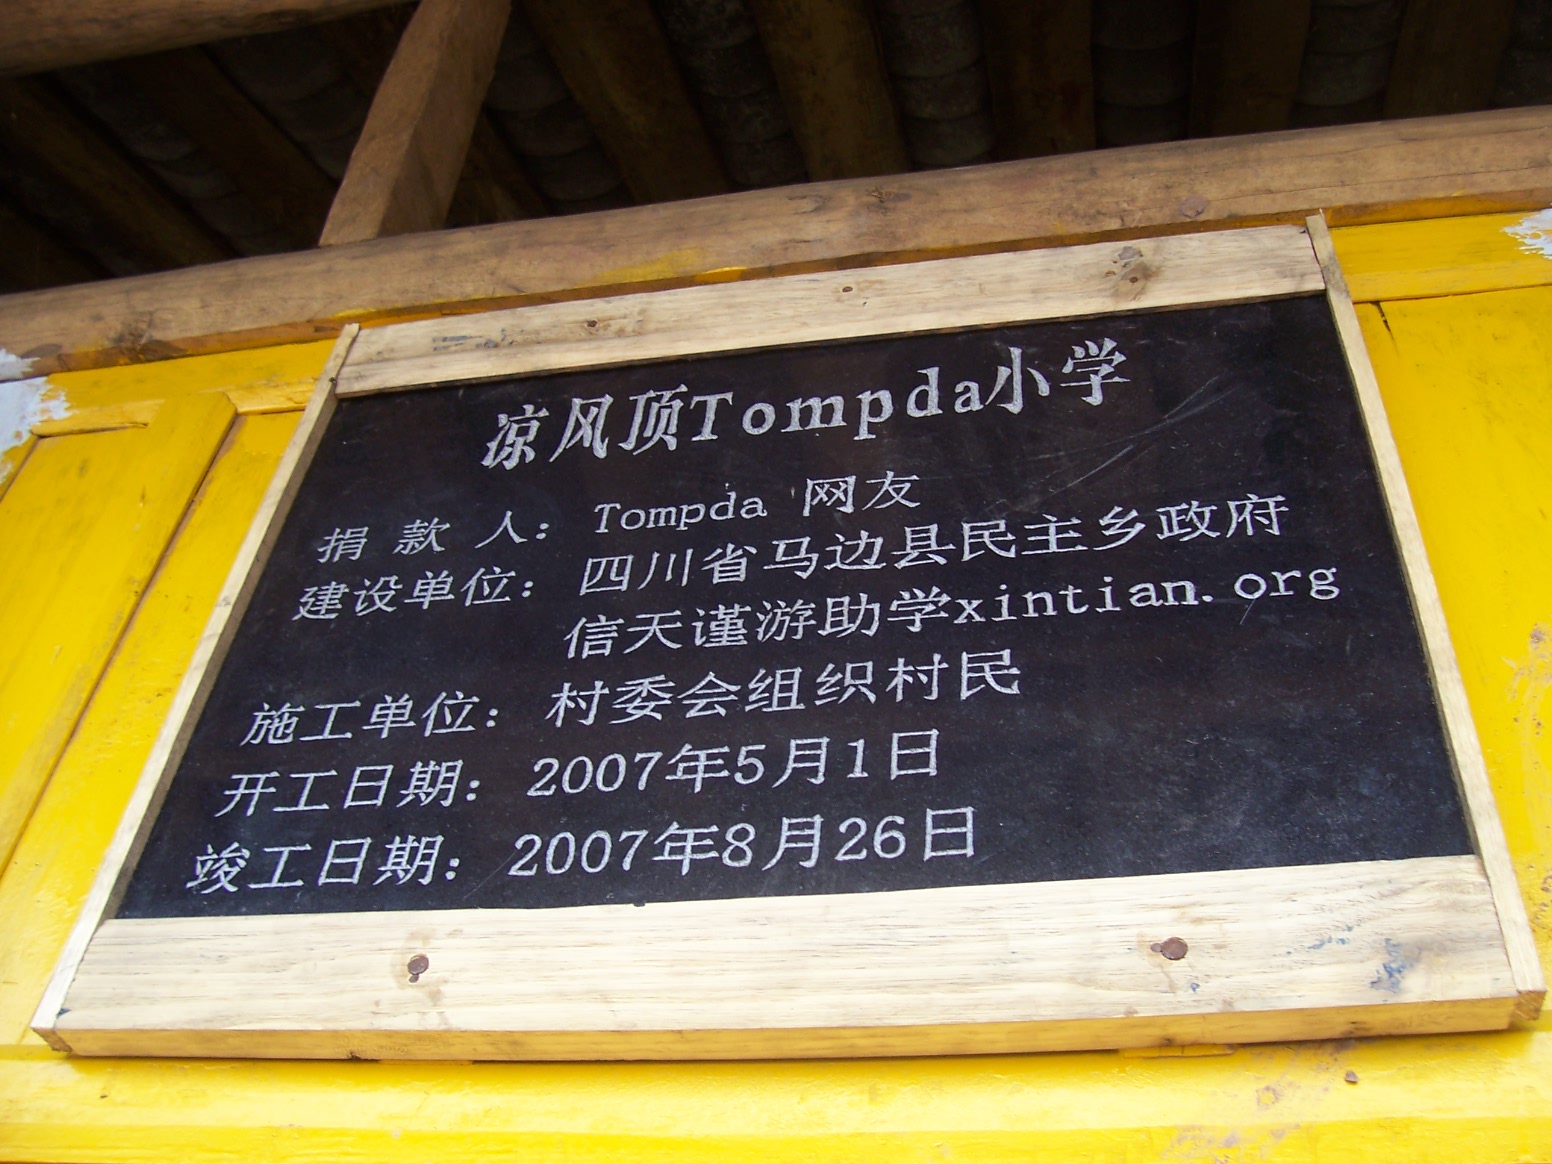 凉风顶Tompda小学
捐 款 人： Tompda 网友
建设单位： 四川省马边县民主乡政府
信天谨游助学xintian.org
施工单位： 村委会组织村民
开工日期： 2007年5月1日
竣工日期： 2007年8月26日